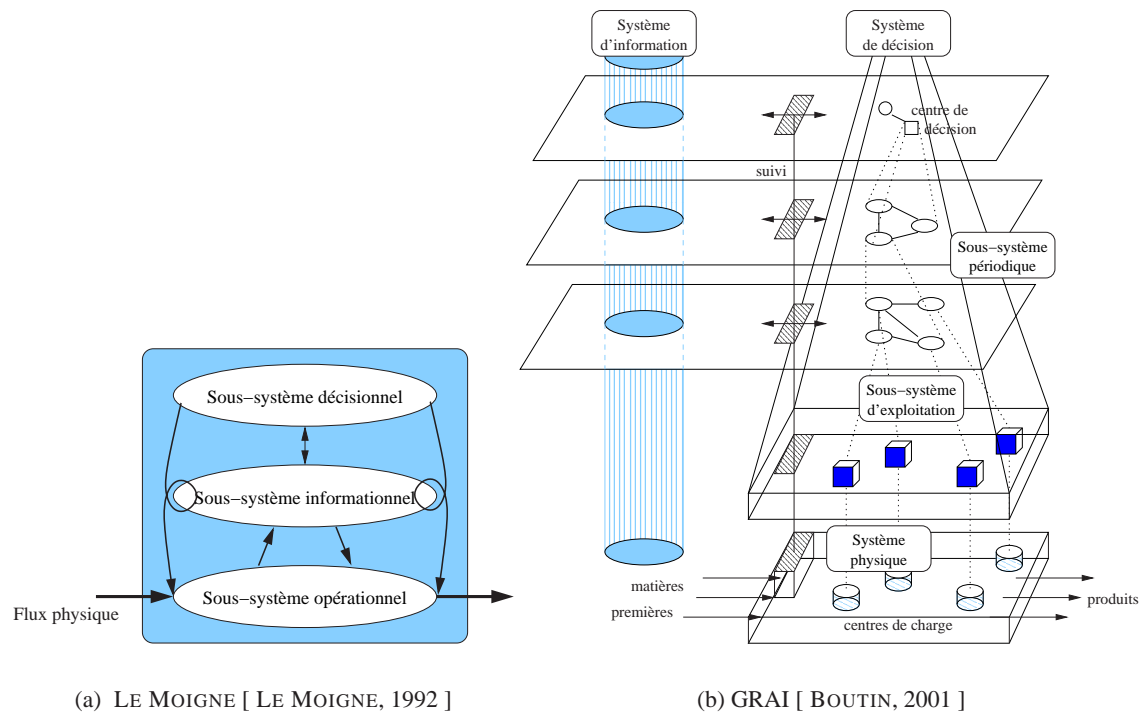 Système
d'information
Système
de décision
centre de
décision
suivi
Sous−système
périodique
Sous−système
d'exploitation
Système
physique
matières
premières
produits
centres de charge
Sous−système décisionnel
Sous−système informationnel
Sous−système opérationnel
Flux physique
(a) LE MOIGNE [ LE MOIGNE, 1992 ]
(b) GRAI [ BOUTIN, 2001 ]